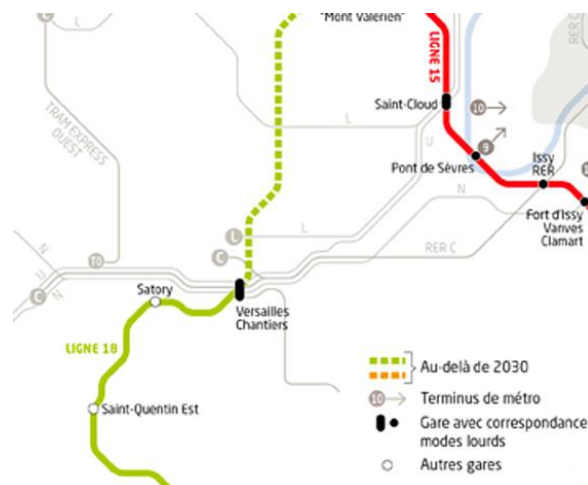 "Mont Valérien"
L
LIGNE 15
RER C
TRAM EXPRESS
OUEST
Saint-Cloud
10
L
U
9
Pont de Sèvres
Issy
RER
N
Fort d'Issy
Vanves
Clamart
L
L
C
RER C
N
U
N
C
Satory
Versailles
Chantiers
LIGNE 18
Saint-Quentin Est
Au-delà de 2030
10
Terminus de métro
Gare avec correspondance
modes lourds
Autres gares